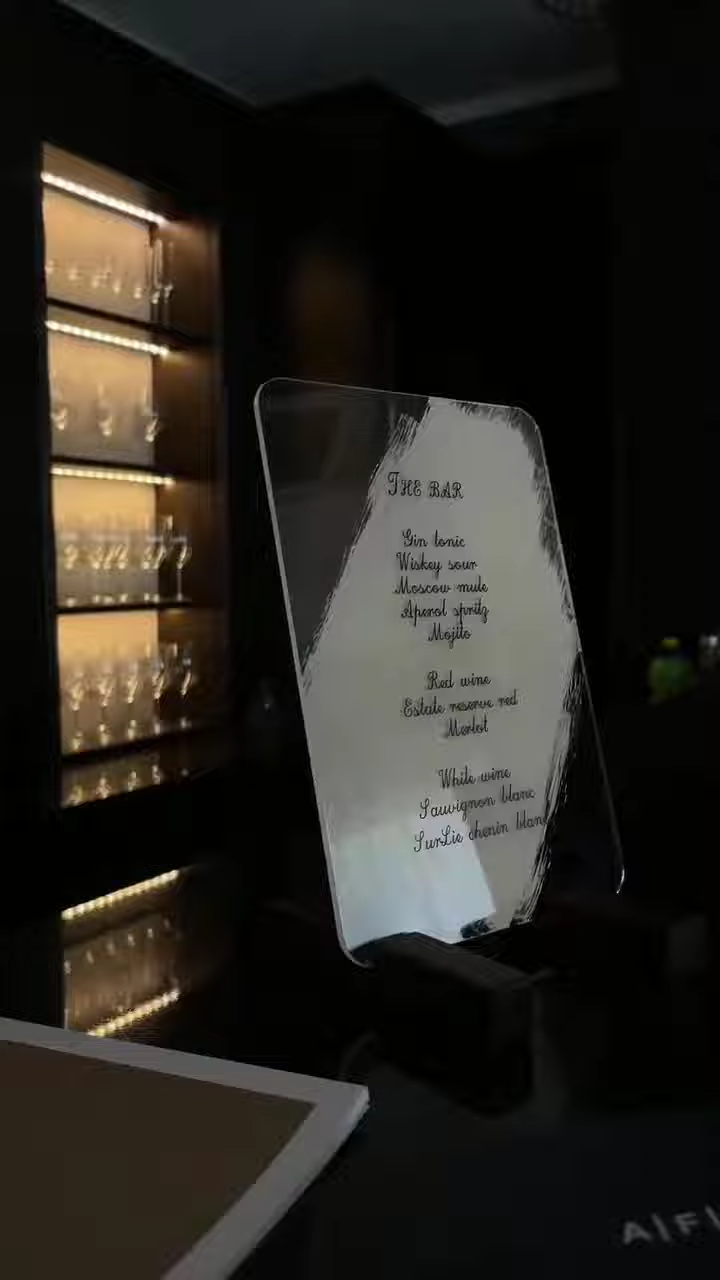 THE BAR
Gin tonic
Wiskey sour
Moscow mule
Aperol spritz
Mojito
Red wine
Estate reserve red
Merlot
White wine
Sauvignon blanc
SurLie chenin blanc
A|F|